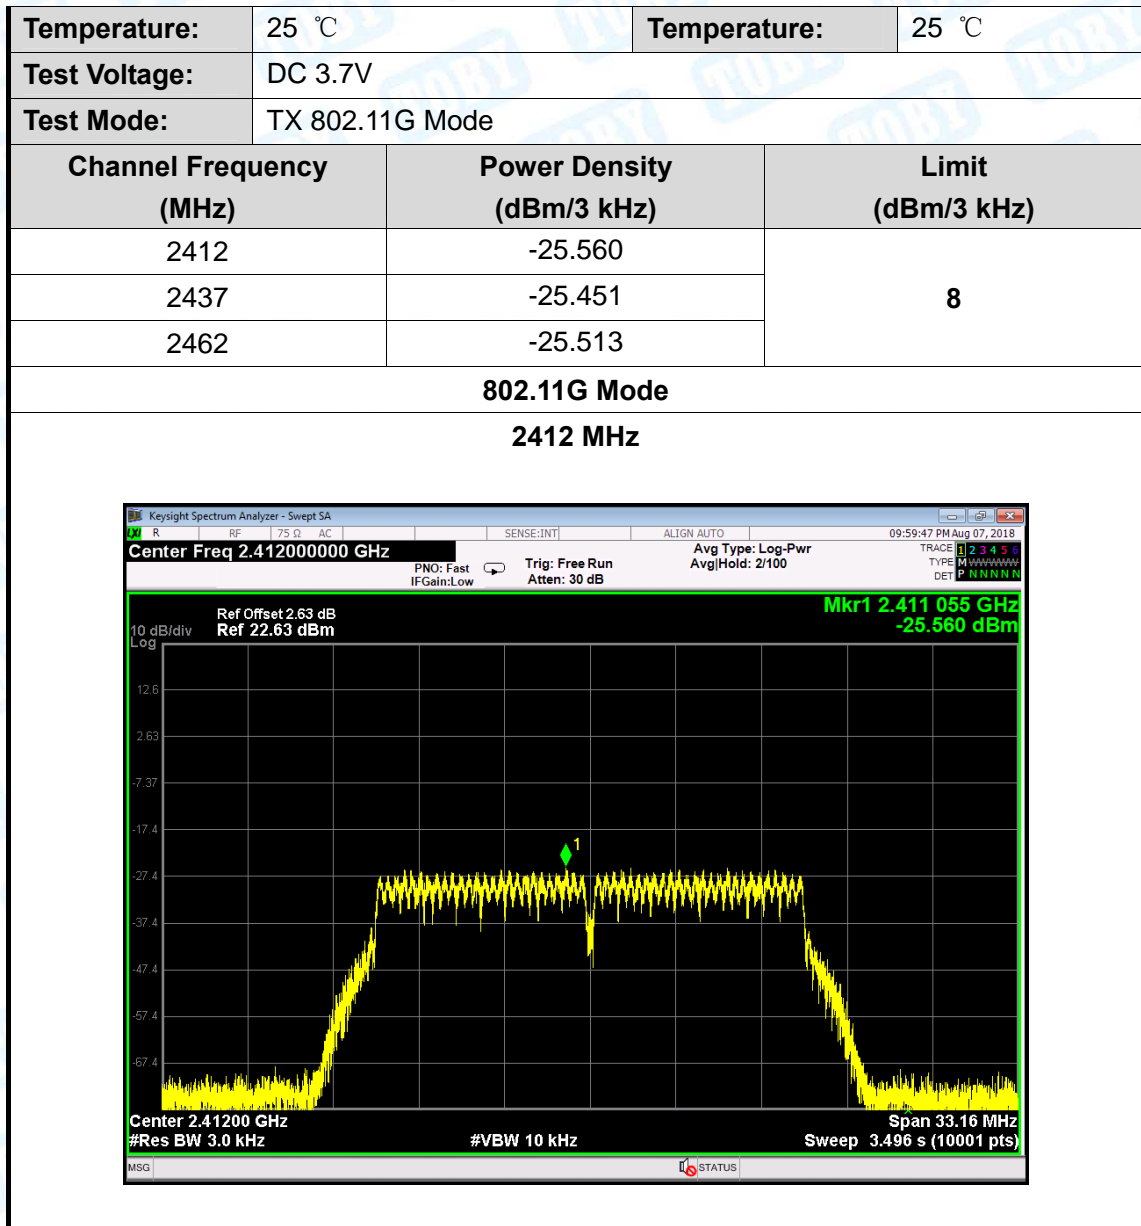 Temperature: 25 ℃ Temperature: 25 ℃
Test Voltage: DC 3.7V
Test Mode: TX 802.11G Mode
Channel Frequency Power Density Limit
(MHz) (dBm/3 kHz) (dBm/3 kHz)
2412 -25.560
2437 -25.451 8
2462 -25.513
802.11G Mode
2412 MHz
Keysight Spectrum Analyzer - Swept SA
LXI R RF 75 Ω AC SENSE:INT ALIGN AUTO 09:59:47 PM Aug 07, 2018
Center Freq 2.412000000 GHz Avg Type: Log-Pwr TRACE 1 2 3 4 5 6
PNO: Fast Trig: Free Run Avg|Hold: 2/100 TYPE M WWWWW
IFGain:Low Atten: 30 dB DET P N N N N N
Mkr1 2.411 055 GHz
Ref Offset 2.63 dB
10 dB/div Ref 22.63 dBm -25.560 dBm
Log
12.6
2.63
-7.37
-17.4
1
-27.4
-37.4
-47.4
-57.4
-67.4
Center 2.41200 GHz Span 33.16 MHz
#Res BW 3.0 kHz #VBW 10 kHz Sweep 3.496 s (10001 pts)
MSG STATUS
TOBY